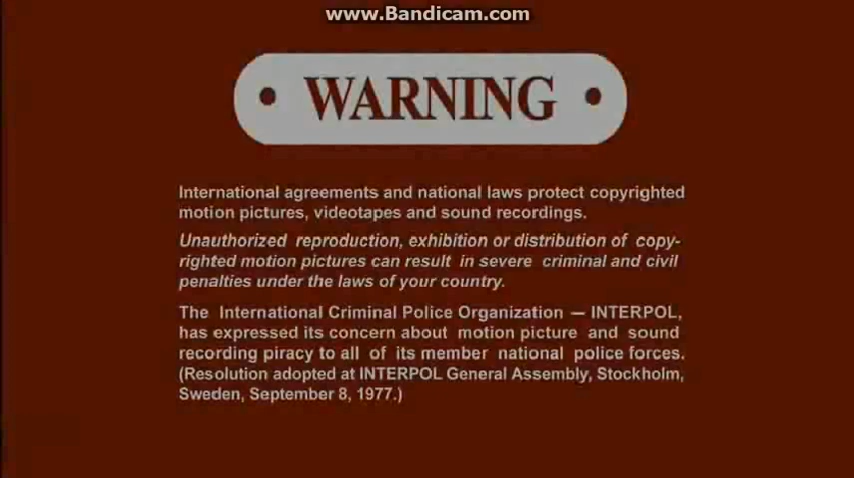 www.Bandicam.com
WARNING
International agreements and national laws protect copyrighted
motion pictures, videotapes and sound recordings.
Unauthorized reproduction, exhibition or distribution of copy-
righted motion pictures can result in severe criminal and civil
penalties under the laws of your country.
The International Criminal Police Organization — INTERPOL,
has expressed its concern about motion picture and sound
recording piracy to all of its member national police forces.
(Resolution adopted at INTERPOL General Assembly, Stockholm,
Sweden, September 8, 1977.)